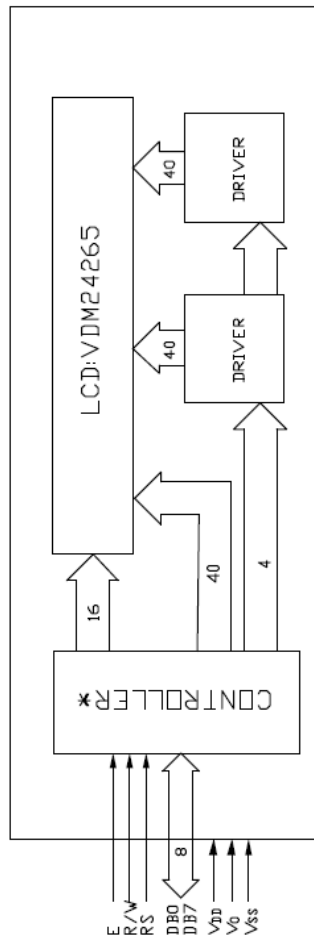 LCD:VDM24265
DRIVER
DRIVER
40
40
16
40
4
CONTROLLER*
E
R/W
RS
8
DB0
DB7
VDD
VO
VSS